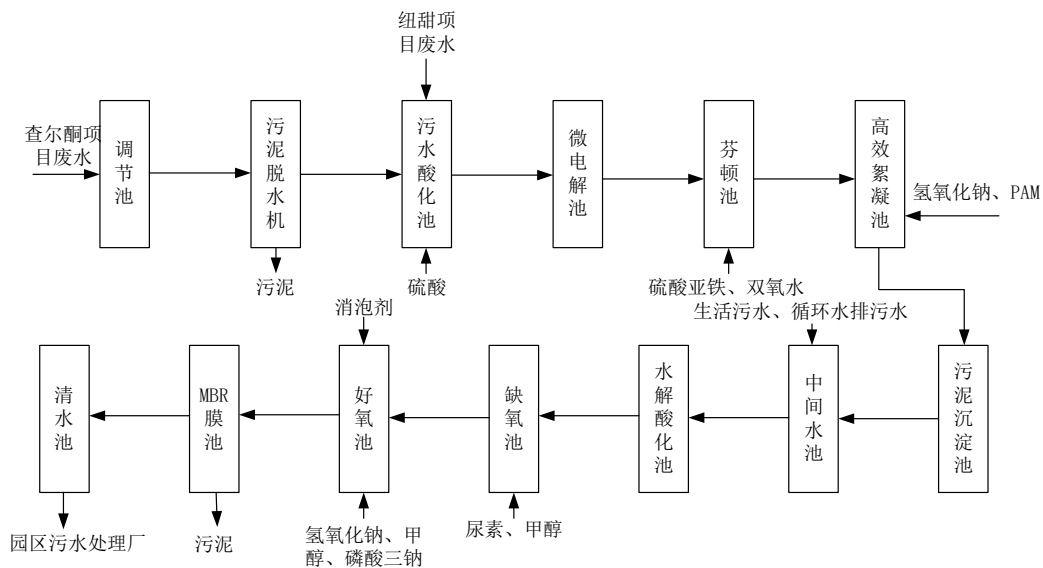 纽甜项
目废水
查尔酮项
目废水
调节池
污泥脱水机
污水酸化池
微电解池
芬顿池
高效絮凝池
氢氧化钠、PAM
污泥
硫酸
硫酸亚铁、双氧水
消泡剂
生活污水、循环水排污水
清水池
MBR
膜池
好氧池
缺氧池
水解酸化池
中间水池
污泥沉淀池
园区污水处理厂
污泥
氢氧化钠、甲
醇、磷酸三钠
尿素、甲醇